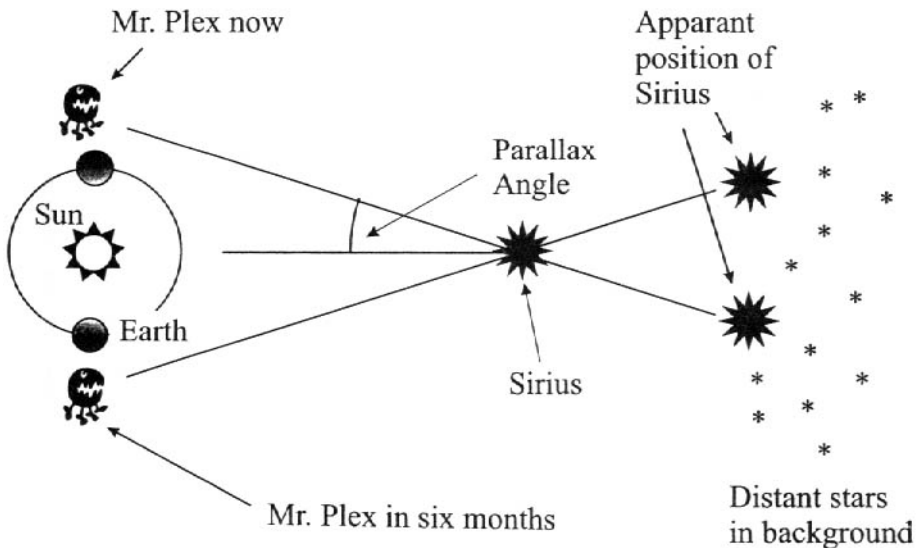 Mr. Plex now
Apparant
position of
Sirius
Parallax
Angle
Sun
Earth
Sirius
Mr. Plex in six months
Distant stars
in background